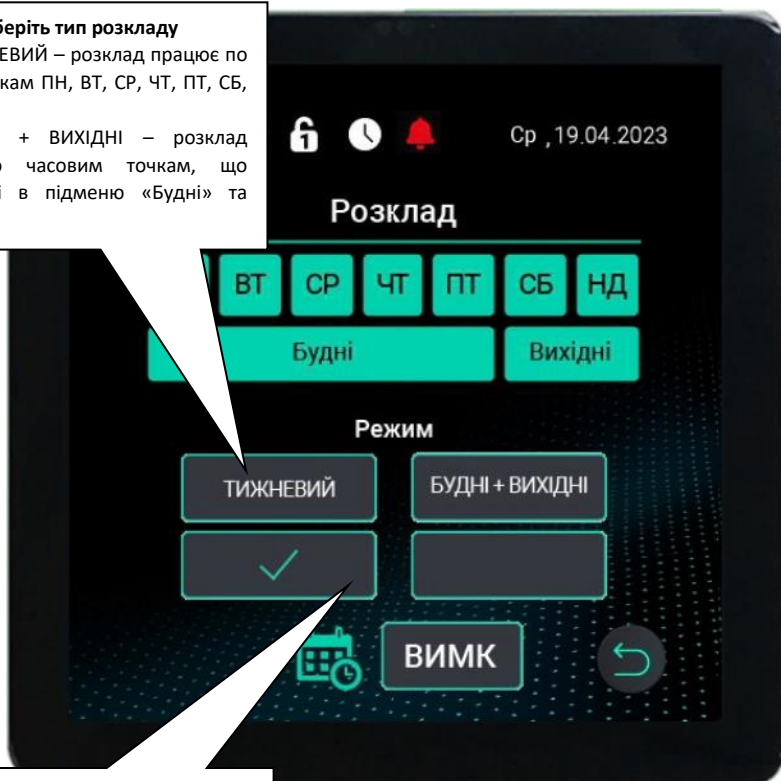 беріть тип розкладу
ЕВИЙ – розклад працює по
кам ПН, ВТ, СР, ЧТ, ПТ, СБ,
+ ВИХІДНІ – розклад
часовим точкам, що
і в підменю «Будні» та
1
Ср ,19.04.2023
Розклад
ВТ СР ЧТ ПТ СБ НД
Будні Вихідні
Режим
ТИЖНЕВИЙ БУДНІ + ВИХІДНІ
ВИМК